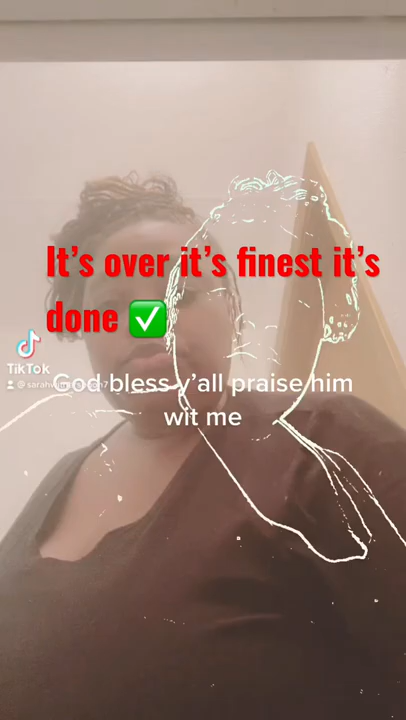 It’s over it’s finest it’s
done ✅
TikTok
God bless y’all praise him
wit me